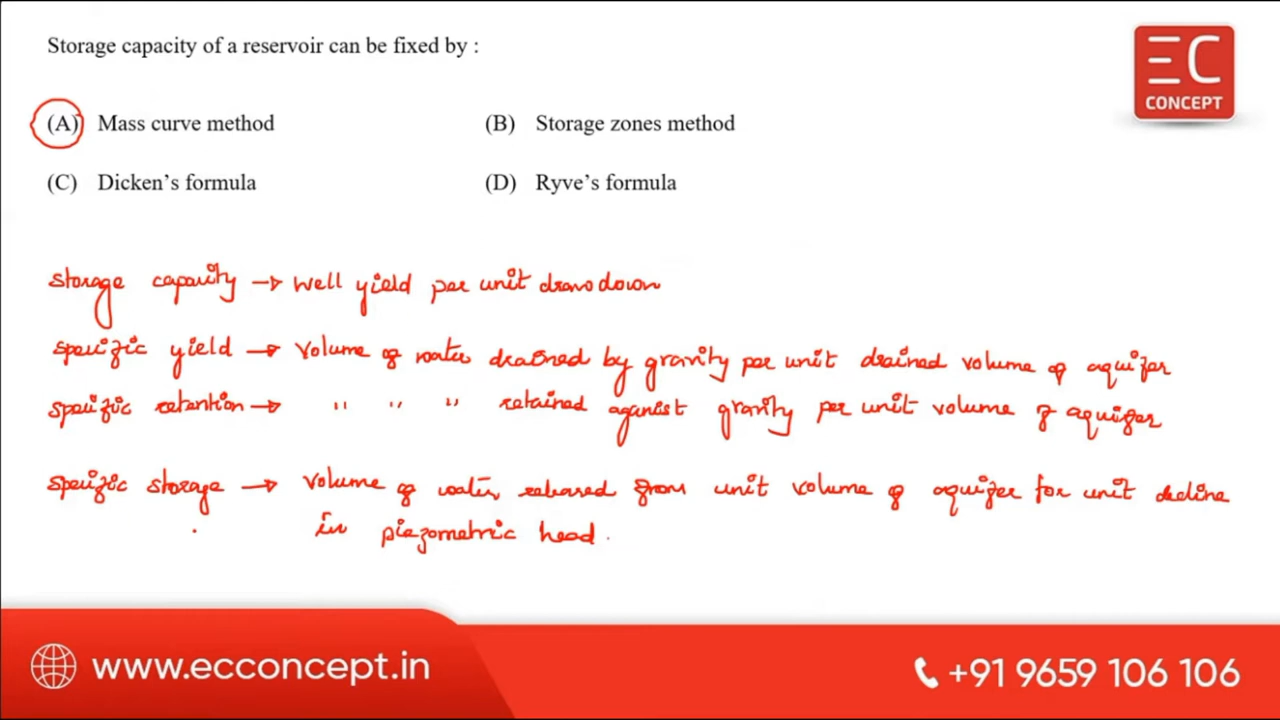 Storage capacity of a reservoir can be fixed by :
EC
CONCEPT
(A) Mass curve method
(B) Storage zones method
(C) Dicken's formula
(D) Ryve's formula
storage capacity → well yield per unit drawdown
specific yield → volume of water drained by gravity per unit drained volume of aquifer
specific retention → " " " retained aganist gravity per unit volume of aquifer
specific storage → volume of water released from unit volume of aquifer for unit decline
in piezometric head.
www.ecconcept.in
+91 9659 106 106